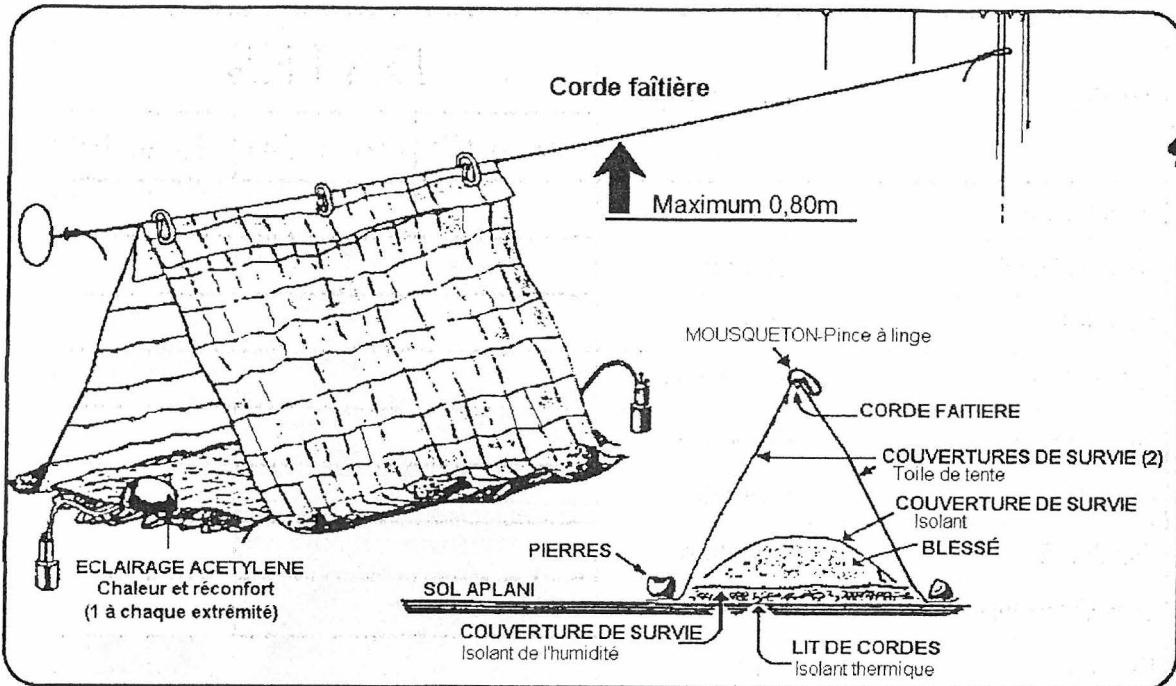 Corde faîtière
Maximum 0,80m
MOUSQUETON-Pince à linge
CORDE FAITIERE
COUVERTURES DE SURVIE (2)
Toile de tente
COUVERTURE DE SURVIE
Isolant
BLESSÉ
PIERRES
ECLAIRAGE ACETYLENE
Chaleur et réconfort
(1 à chaque extrémité)
SOL APLANI
COUVERTURE DE SURVIE
Isolant de l'humidité
LIT DE CORDES
Isolant thermique